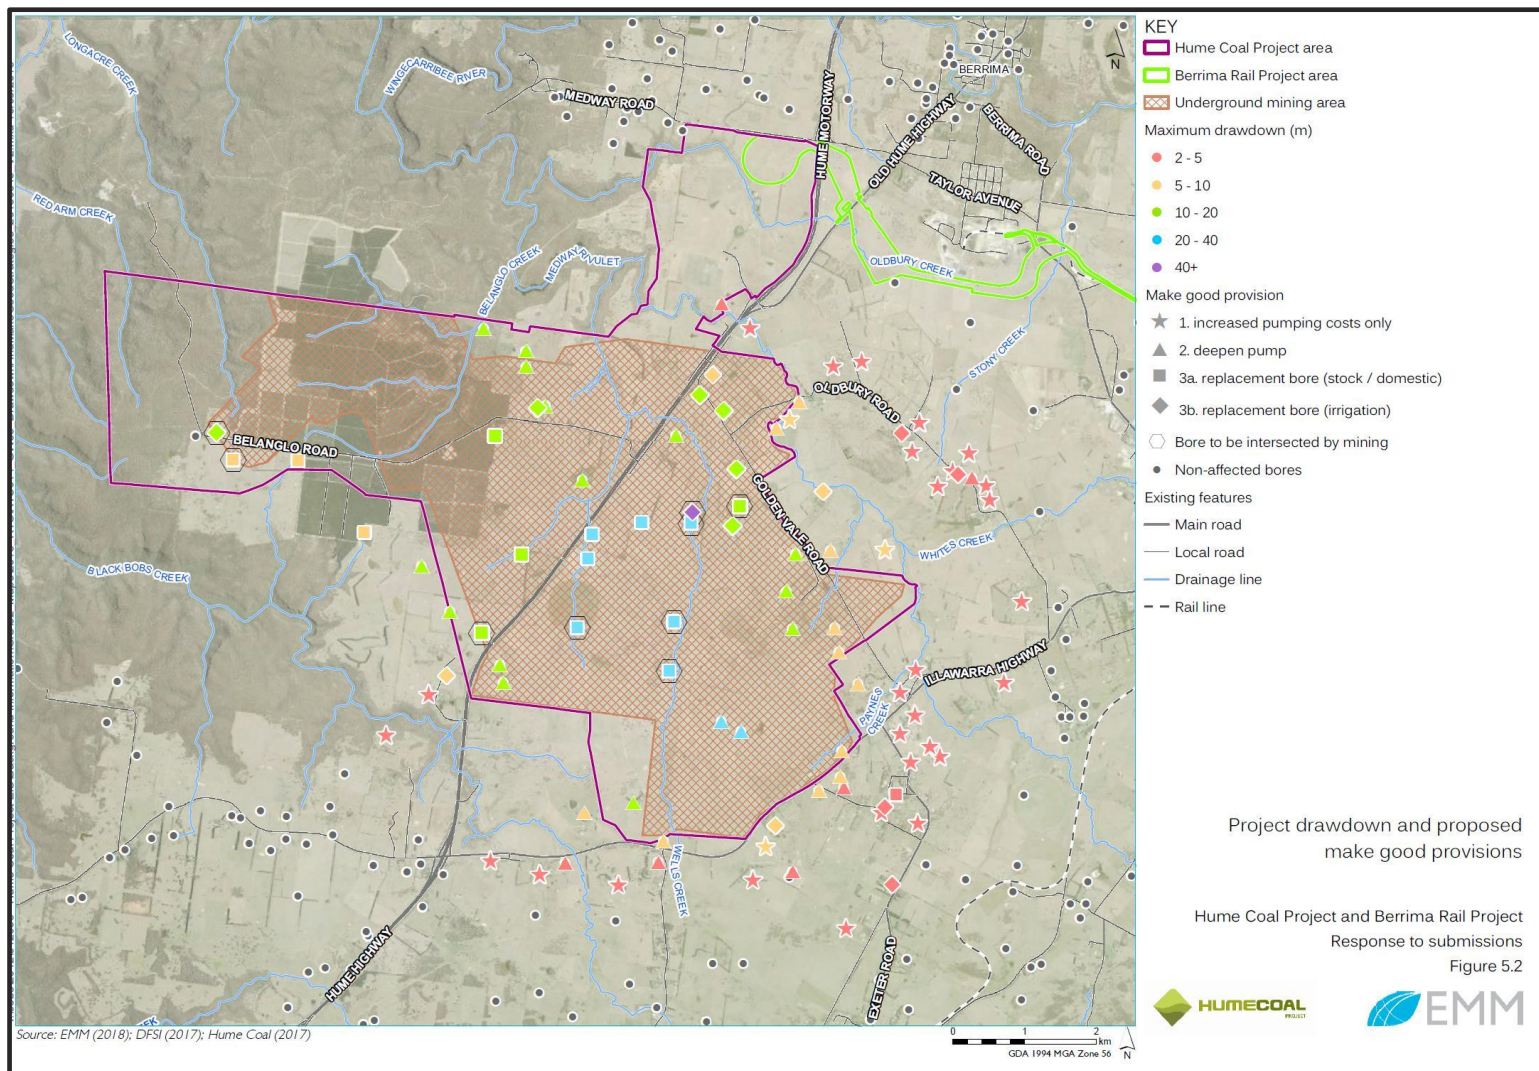 LONGACRE CREEK
WINGECARRIBEE RIVER
MEDWAY ROAD
HUME MOTORWAY
OLD HUME HIGHWAY
BERRIMA
BERRIMA ROAD
TAYLOR AVENUE
RED ARM CREEK
BELANGLO CREEK
MEDWAY RIVULET
OLDBURY CREEK
STONY CREEK
OLDBURY ROAD
BELANGLO ROAD
GOLDEN VALE ROAD
WHITES CREEK
BLACK BOBS CREEK
ILLAWARRA HIGHWAY
PAYNES
CREEK
WELLS CREEK
HUME HIGHWAY
EXETER ROAD
N
KEY
Hume Coal Project area
Berrima Rail Project area
Underground mining area
Maximum drawdown (m)
2 - 5
5 - 10
10 - 20
20 - 40
40+
Make good provision
1. increased pumping costs only
2. deepen pump
3a. replacement bore (stock / domestic)
3b. replacement bore (irrigation)
Bore to be intersected by mining
Non-affected bores
Existing features
Main road
Local road
Drainage line
Rail line
Project drawdown and proposed
make good provisions
Hume Coal Project and Berrima Rail Project
Response to submissions
Figure 5.2
HUMECOAL
PROJECT
EMM
Source: EMM (2018); DFSI (2017); Hume Coal (2017)
0 1 2
km
GDA 1994 MGA Zone 56
N